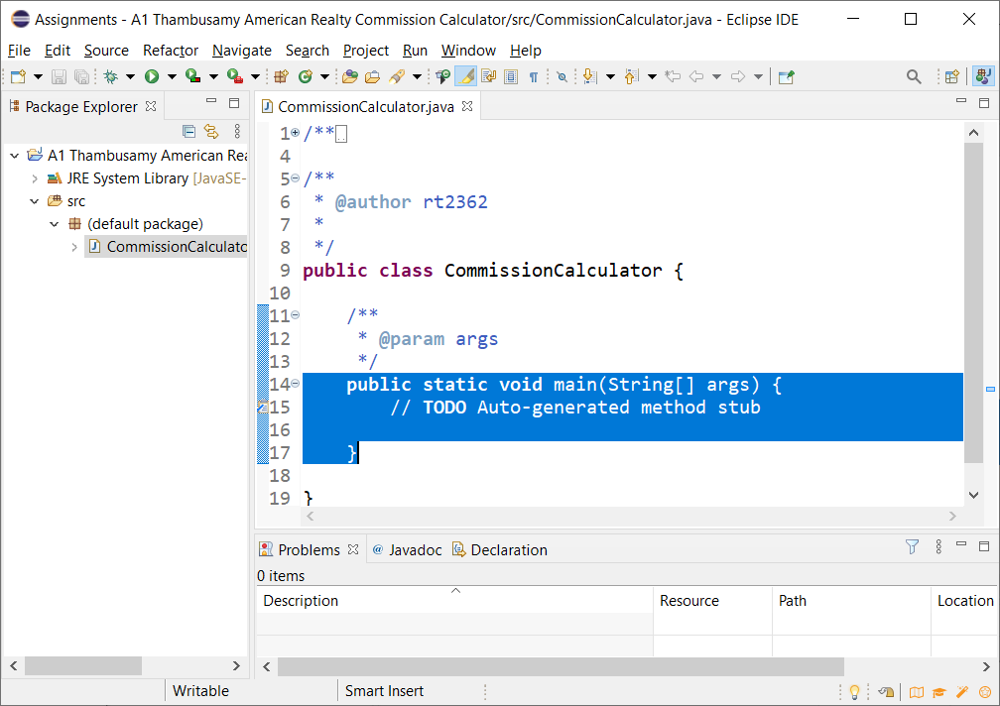 Assignments - A1 Thambusamy American Realty Commission Calculator/src/CommissionCalculator.java - Eclipse IDE
File Edit Source Refactor Navigate Search Project Run Window Help
Package Explorer
A1 Thambusamy American Rea
JRE System Library [JavaSE-
src
(default package)
CommissionCalculato
CommissionCalculator.java
1 /**
4
5 /**
6 * @author rt2362
7 *
8 */
9 public class CommissionCalculator {
10
11 /**
12 * @param args
13 */
14 public static void main(String[] args) {
15 // TODO Auto-generated method stub
16
17 }
18
19 }
Problems @ Javadoc Declaration
0 items
Description Resource Path Location
Writable Smart Insert